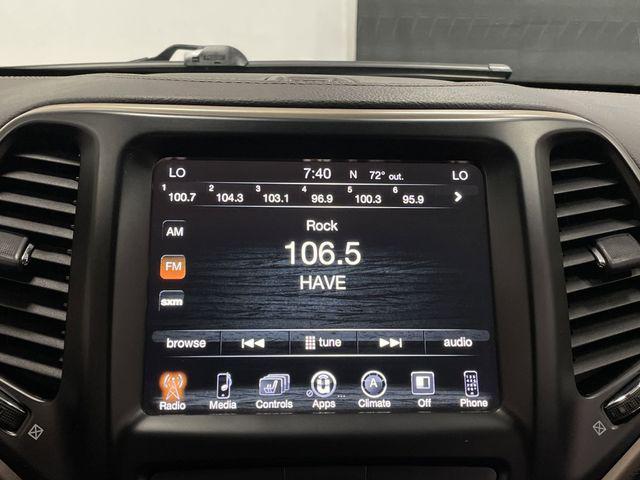 LO 7:40 N 72° out. LO
1 100.7 2 104.3 3 103.1 4 96.9 5 100.3 6 95.9
Rock
AM
106.5
FM
HAVE
sxm
browse tune audio
Radio Media Controls Apps Climate Off Phone